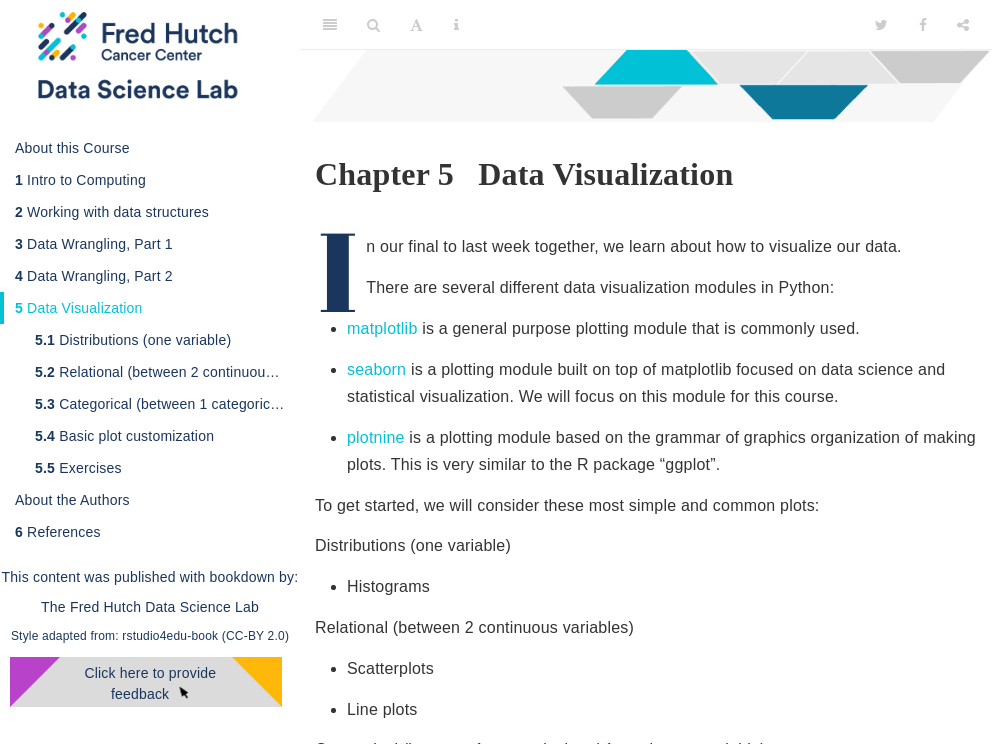 Fred Hutch
Cancer Center
Data Science Lab
About this Course
1 Intro to Computing
2 Working with data structures
3 Data Wrangling, Part 1
4 Data Wrangling, Part 2
5 Data Visualization
5.1 Distributions (one variable)
5.2 Relational (between 2 continuou…
5.3 Categorical (between 1 categoric…
5.4 Basic plot customization
5.5 Exercises
About the Authors
6 References
This content was published with bookdown by:
The Fred Hutch Data Science Lab
Style adapted from: rstudio4edu-book (CC-BY 2.0)
Click here to provide
feedback
Chapter 5 Data Visualization
In our final to last week together, we learn about how to visualize our data.
There are several different data visualization modules in Python:
• matplotlib is a general purpose plotting module that is commonly used.
• seaborn is a plotting module built on top of matplotlib focused on data science and
statistical visualization. We will focus on this module for this course.
• plotnine is a plotting module based on the grammar of graphics organization of making
plots. This is very similar to the R package “ggplot”.
To get started, we will consider these most simple and common plots:
Distributions (one variable)
• Histograms
Relational (between 2 continuous variables)
• Scatterplots
• Line plots